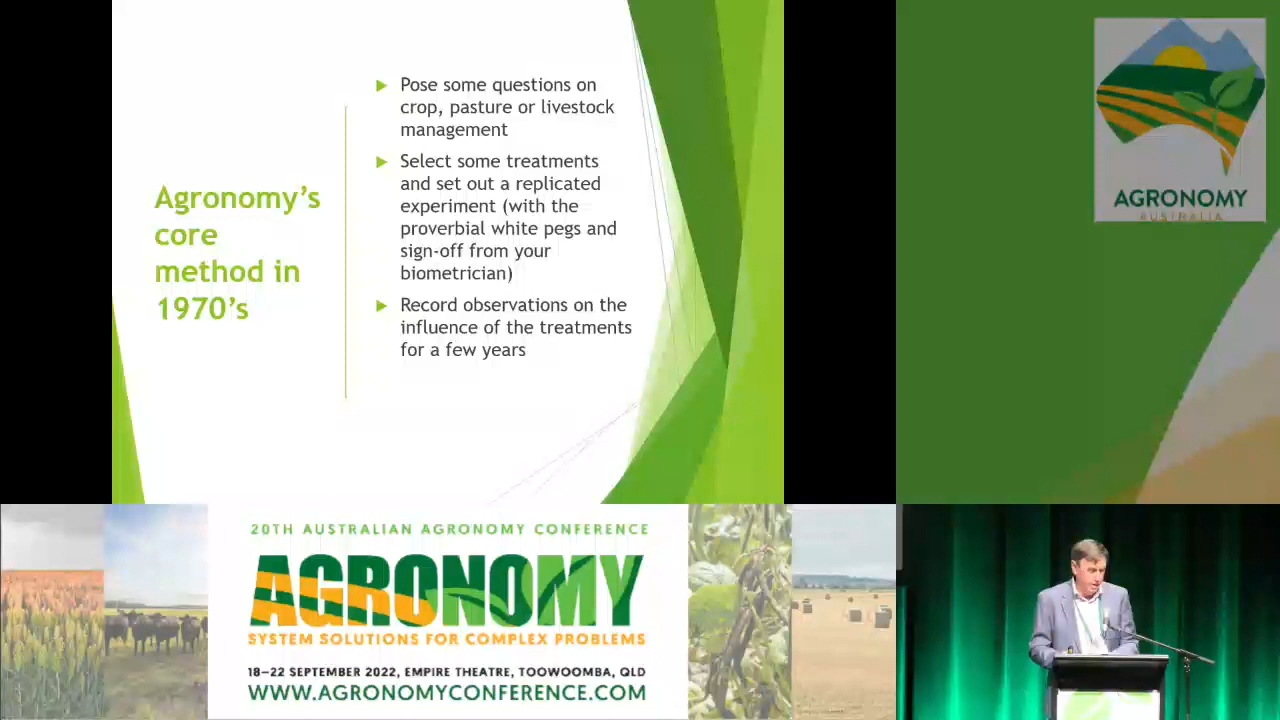 Agronomy's
core
method in
1970's
Pose some questions on
crop, pasture or livestock
management
Select some treatments
and set out a replicated
experiment (with the
proverbial white pegs and
sign-off from your
biometrician)
Record observations on the
influence of the treatments
for a few years
AGRONOMY
AUSTRALIA
20TH AUSTRALIAN AGRONOMY CONFERENCE
AGRONOMY
SYSTEM SOLUTIONS FOR COMPLEX PROBLEMS
18–22 SEPTEMBER 2022, EMPIRE THEATRE, TOOWOOMBA, QLD
WWW.AGRONOMYCONFERENCE.COM